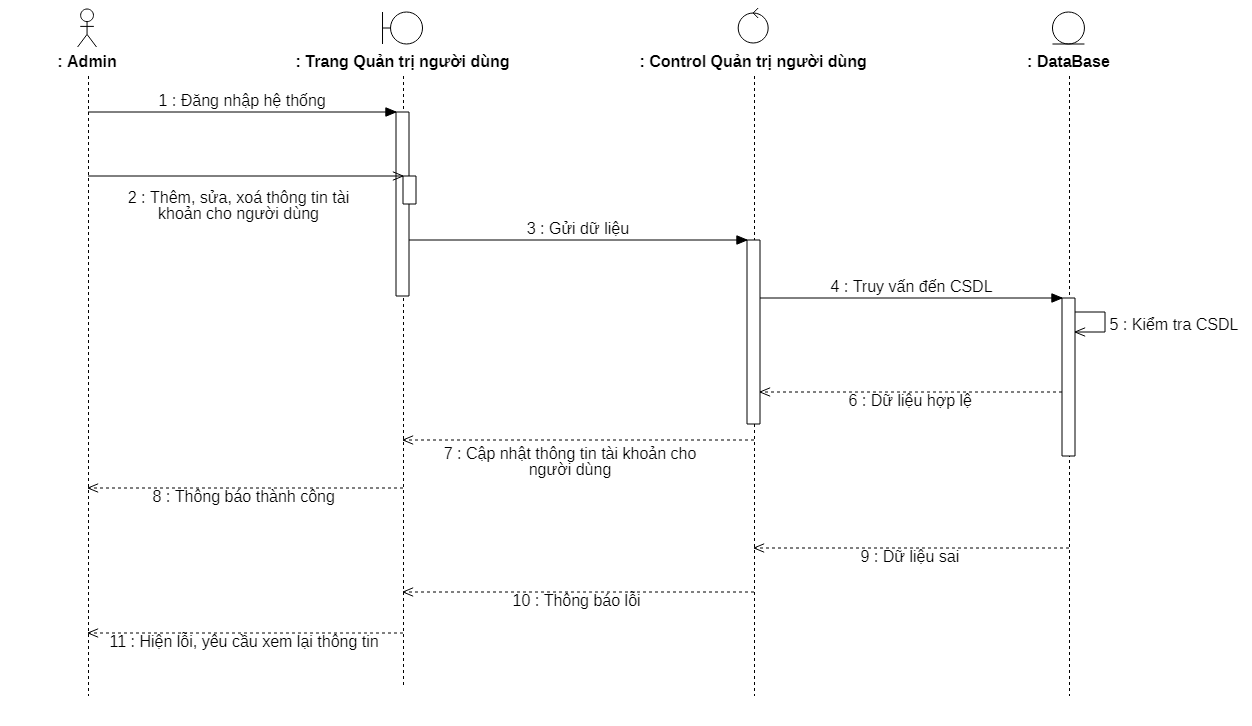 : Admin
: Trang Quản trị người dùng
: Control Quản trị người dùng
: DataBase
1 : Đăng nhập hệ thống
2 : Thêm, sửa, xoá thông tin tài
khoản cho người dùng
3 : Gửi dữ liệu
4 : Truy vấn đến CSDL
5 : Kiểm tra CSDL
6 : Dữ liệu hợp lệ
7 : Cập nhật thông tin tài khoản cho
người dùng
8 : Thông báo thành công
9 : Dữ liệu sai
10 : Thông báo lỗi
11 : Hiện lỗi, yêu cầu xem lại thông tin